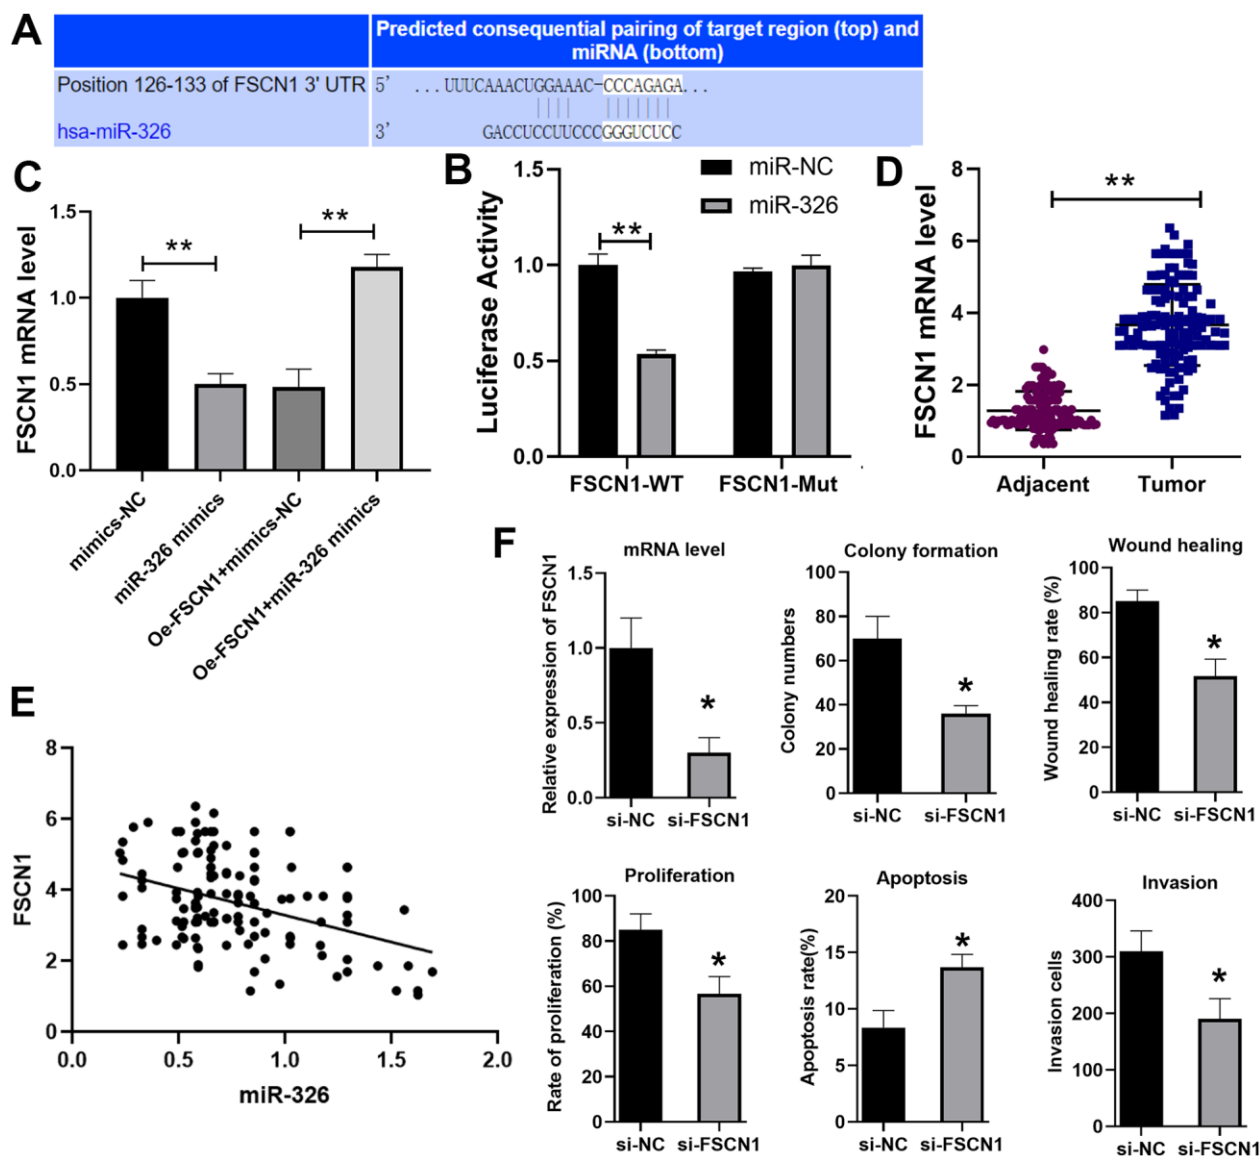 A
Predicted consequential pairing of target region (top) and
miRNA (bottom)
Position 126-133 of FSCN1 3' UTR 5' ...UUUCAAACUGGAAAC-CCCAGAGA...
hsa-miR-326 3' GACCUCCUUCCCGGGUCUCC
C
FSCN1 mRNA level
1.5
1.0
0.5
0.0
**
**
mimics-NC
miR-326 mimics
Oe-FSCN1+mimics-NC
Oe-FSCN1+miR-326 mimics
B
Luciferase Activity
1.5
1.0
0.5
0.0
miR-NC
miR-326
**
FSCN1-WT
FSCN1-Mut
D
FSCN1 mRNA level
8
6
4
2
0
**
Adjacent
Tumor
E
FSCN1
8
6
4
2
0
0.0
0.5
1.0
1.5
2.0
miR-326
F
mRNA level
Relative expression of FSCN1
1.5
1.0
0.5
0.0
*
si-NC
si-FSCN1
Colony formation
Colony numbers
100
80
60
40
20
0
*
si-NC
si-FSCN1
Wound healing
Wound healing rate (%)
100
80
60
40
20
0
*
si-NC
si-FSCN1
Proliferation
Rate of proliferation (%)
100
80
60
40
20
0
*
si-NC
si-FSCN1
Apoptosis
Apoptosis rate(%)
20
15
10
5
0
*
si-NC
si-FSCN1
Invasion
Invasion cells
400
300
200
100
0
*
si-NC
si-FSCN1